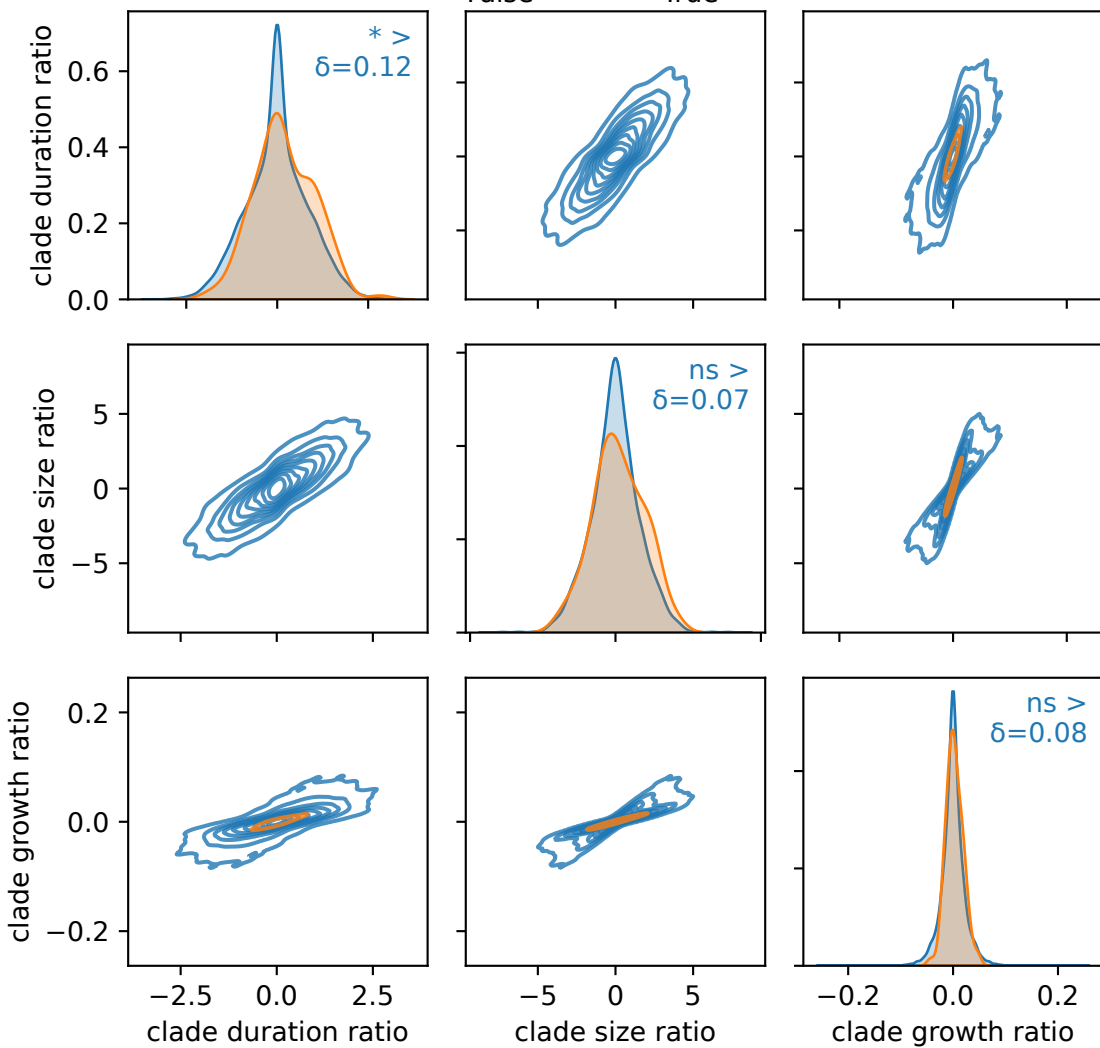 clade duration ratio
0.6
0.4
0.2
0.0
* >
δ=0.12
clade size ratio
5
0
−5
ns >
δ=0.07
clade growth ratio
0.2
0.0
−0.2
ns >
δ=0.08
−2.5 0.0 2.5
−5 0 5
−0.2 0.0 0.2
clade duration ratio
clade size ratio
clade growth ratio